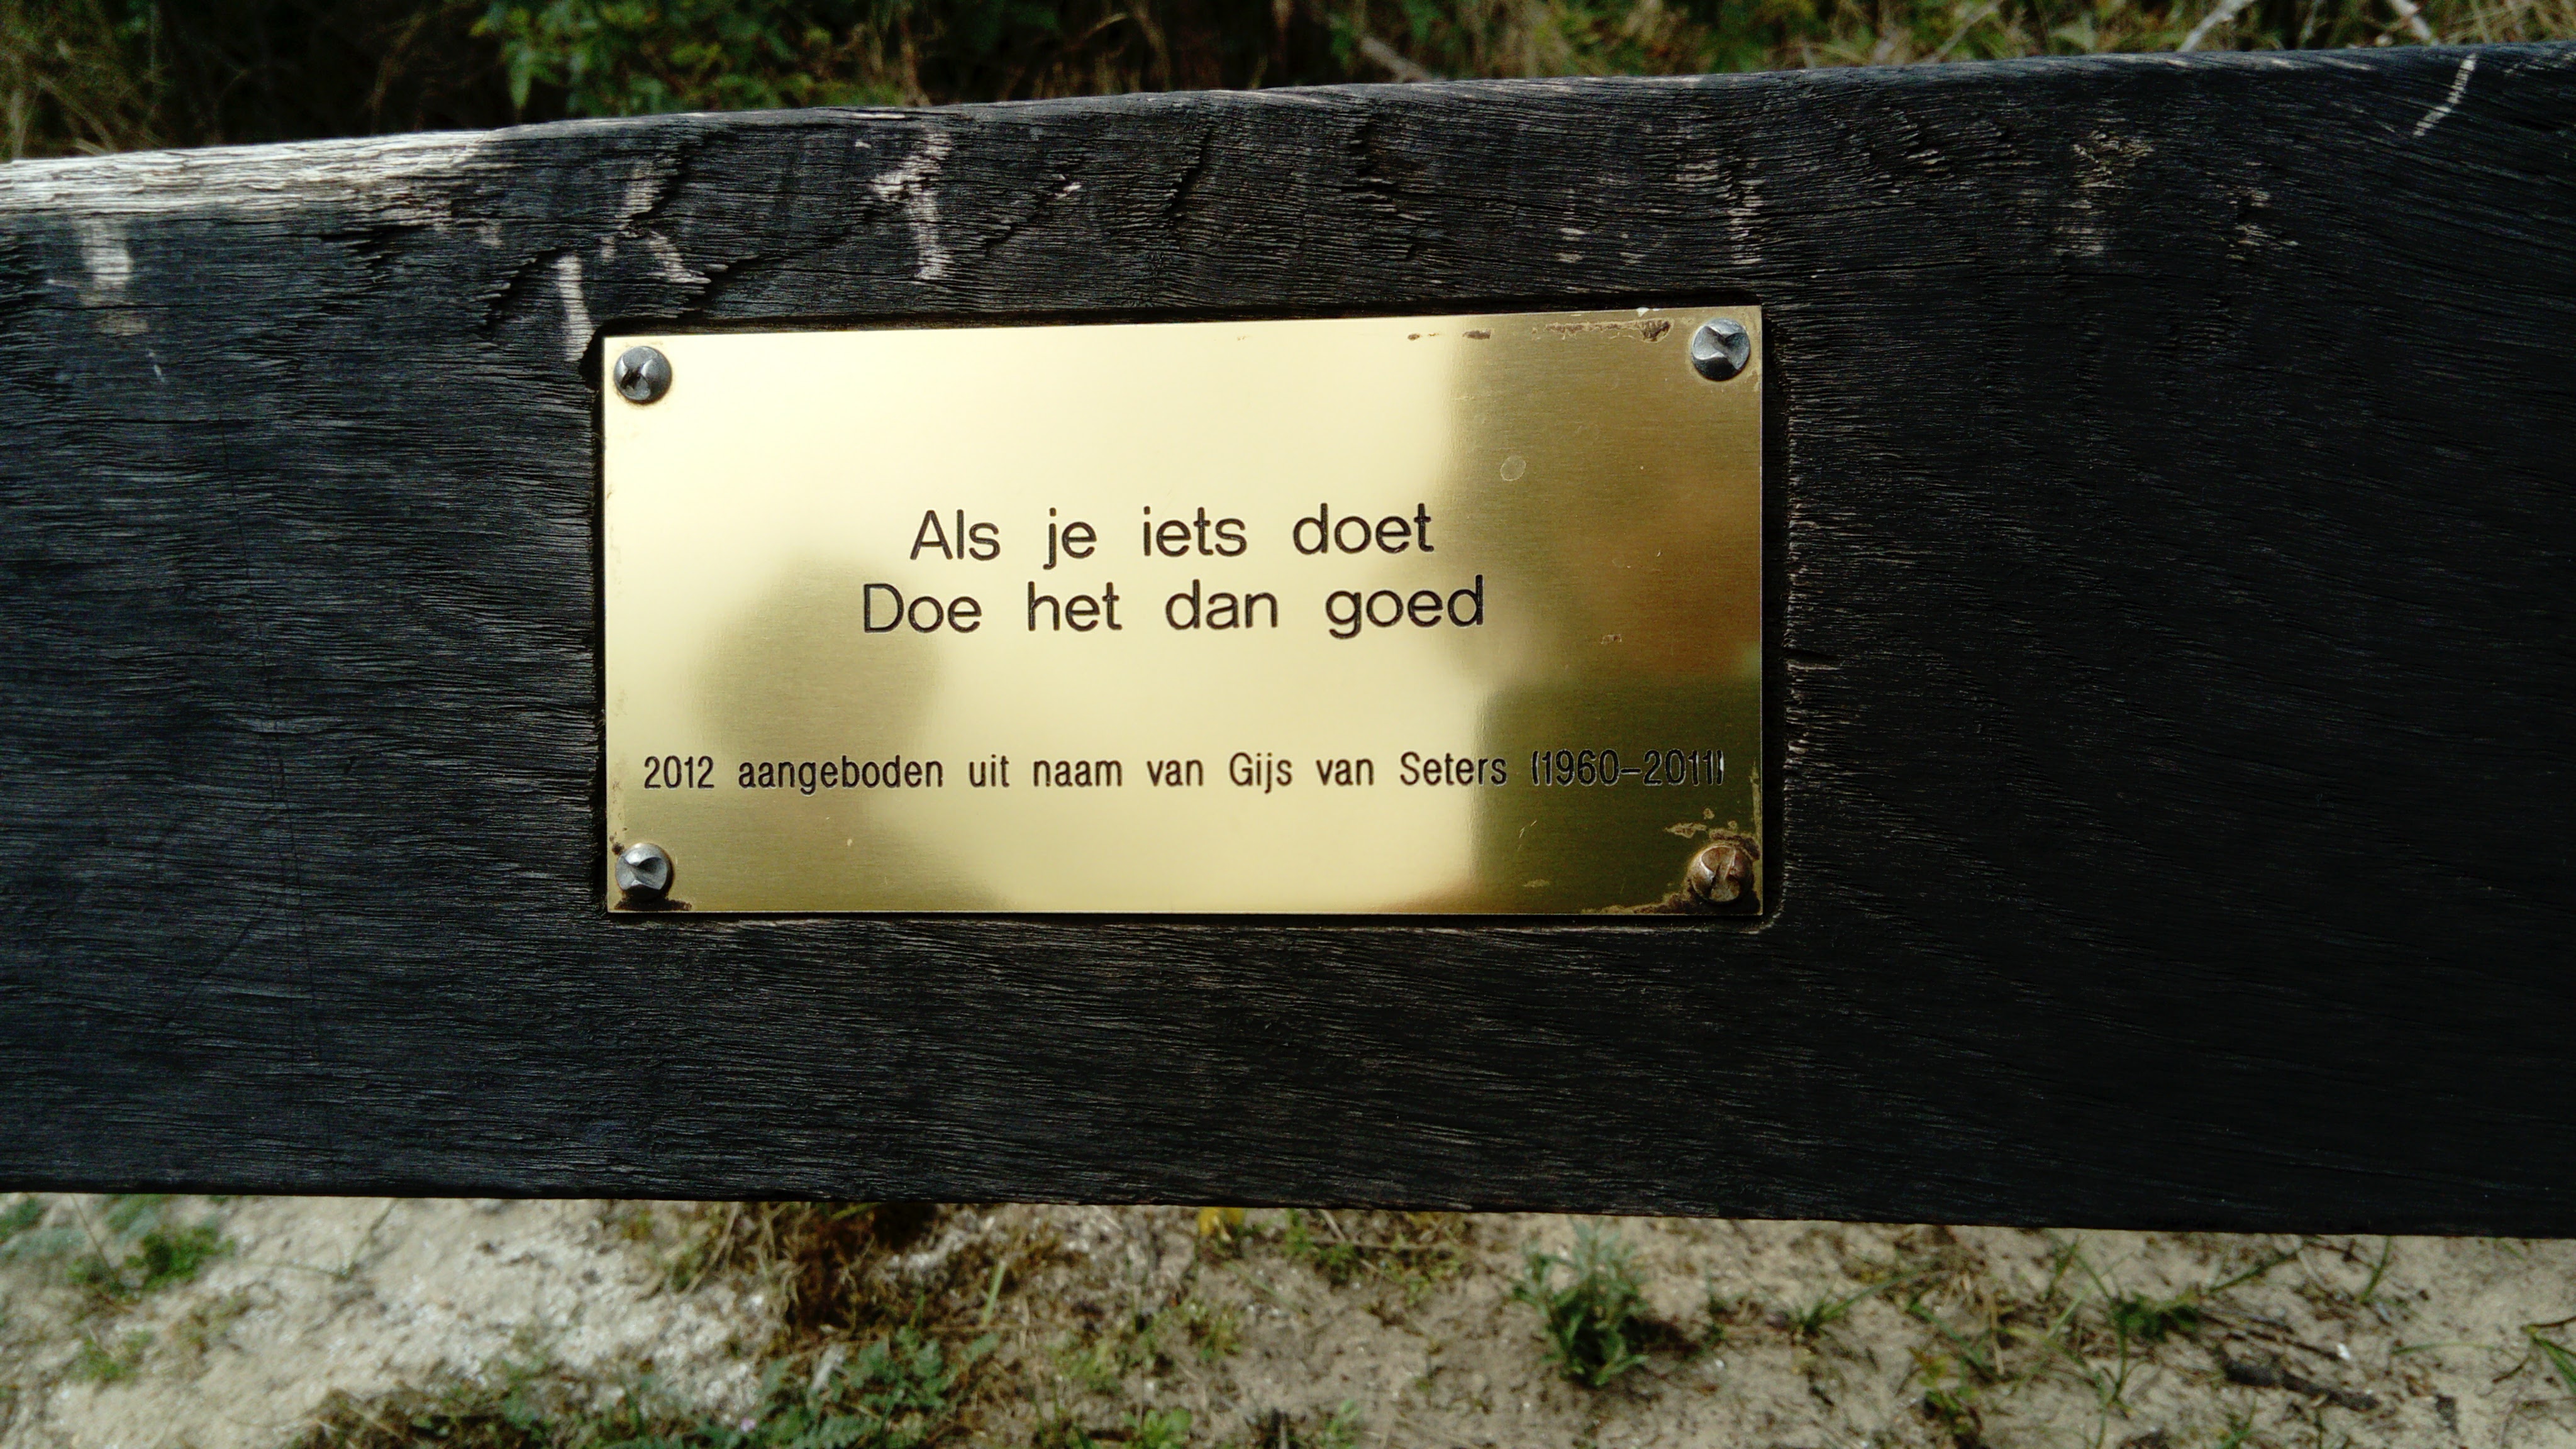 Als je iets doet
Doe het dan goed
2012 aangeboden uit naam van Gijs van Seters (1960-2011)